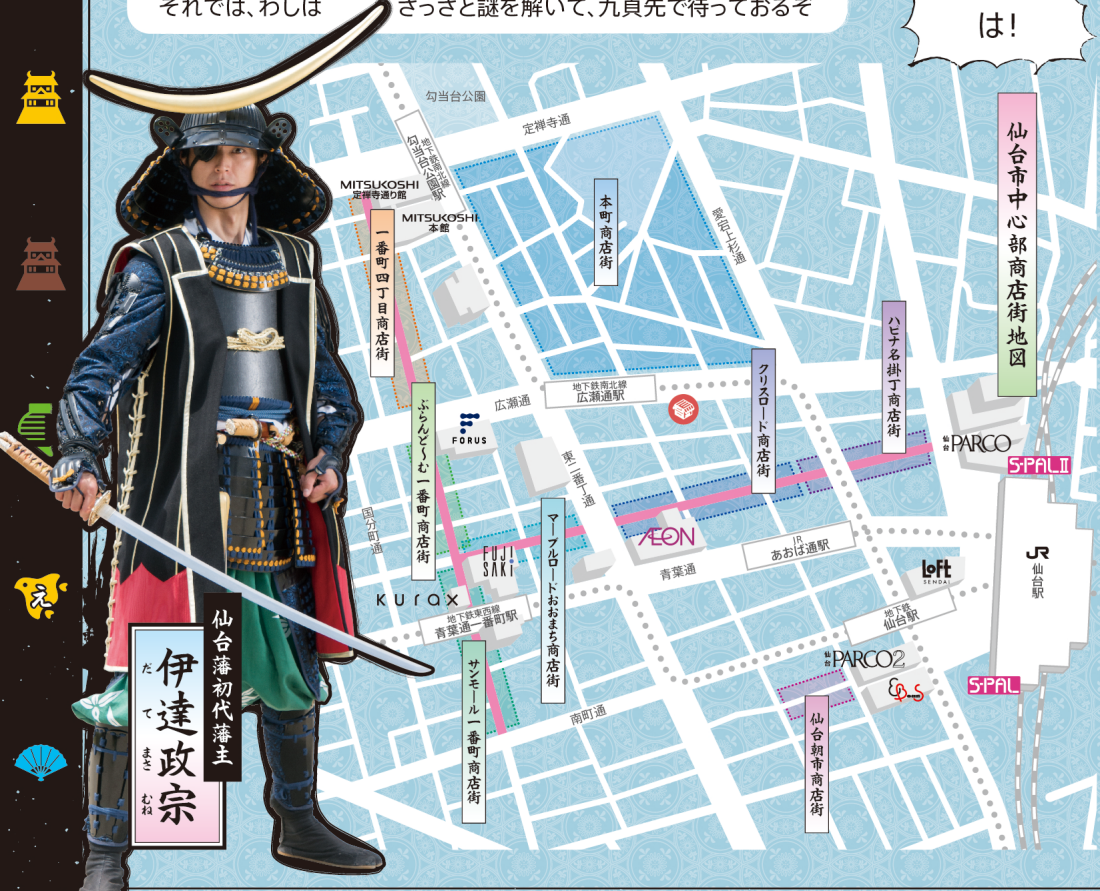 それでは、わしは
さっさと謎を解いて、九頁先で待っておるぞ
は!
仙台市中心部商店街地図
勾当台公園
定禅寺通
地下鉄南北線
勾当台公園駅
MITSUKOSHI
定禅寺通り館
MITSUKOSHI
本館
本町商店街
愛宕上杉通
一番町四丁目商店街
ハピナ名掛丁商店街
クリスロード商店街
地下鉄南北線
広瀬通駅
広瀬通
ぶらんど〜む一番町商店街
FORUS
東二番丁通
仙台PARCO
S-PALⅡ
国分町通
マーブルロードおおまち商店街
FUJI
SAKI
ÆON
JR
あおば通駅
青葉通
LOFT
SENDAI
JR
仙台駅
kurax
地下鉄東西線
青葉通一番町駅
地下鉄
仙台駅
仙台PARCO2
EBeanS
S-PAL
サンモール一番町商店街
南町通
仙台朝市商店街
え
仙台藩初代藩主
伊達政宗
だてまさむね